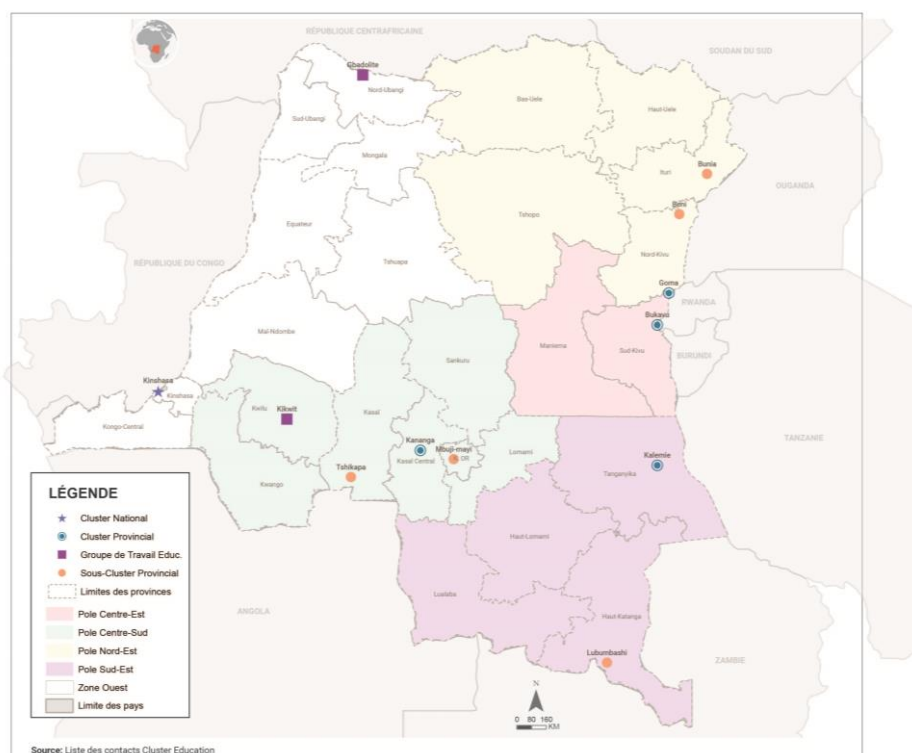 RÉPUBLIQUE CENTRAFRICAINE
SOUDAN DU SUD
Gbadolite
Nord-Ubangi
Bas-Uele
Haut-Uele
Sud-Ubangi
Mongala
Bunia
Ituri
OUGANDA
Beni
Tshopo
Equateur
Nord-Kivu
Tshuapa
RÉPUBLIQUE DU CONGO
Goma
RWANDA
Bukavu
Maï-Ndombe
Maniema
Sud-Kivu
Sankuru
BURUNDI
Kinshasa
Kinshasa
Kwilu
Kikwit
Kasaï
Kongo-Central
TANZANIE
Kananga
Mbuji-mayi
Lomami
Kasaï Central
Kalemie
Tshikapa
Tanganyika
Kwango
LÉGENDE
Cluster National
Cluster Provincial
Groupe de Travail Educ.
Sous-Cluster Provincial
Limites des provinces
Pole Centre-Est
Pole Centre-Sud
Pole Nord-Est
Pole Sud-Est
Zone Ouest
Limite des pays
Haut-Lomami
Lualaba
ANGOLA
Haut-Katanga
Lubumbashi
ZAMBIE
N
0 80 160
KM
Source: Liste des contacts Cluster Education